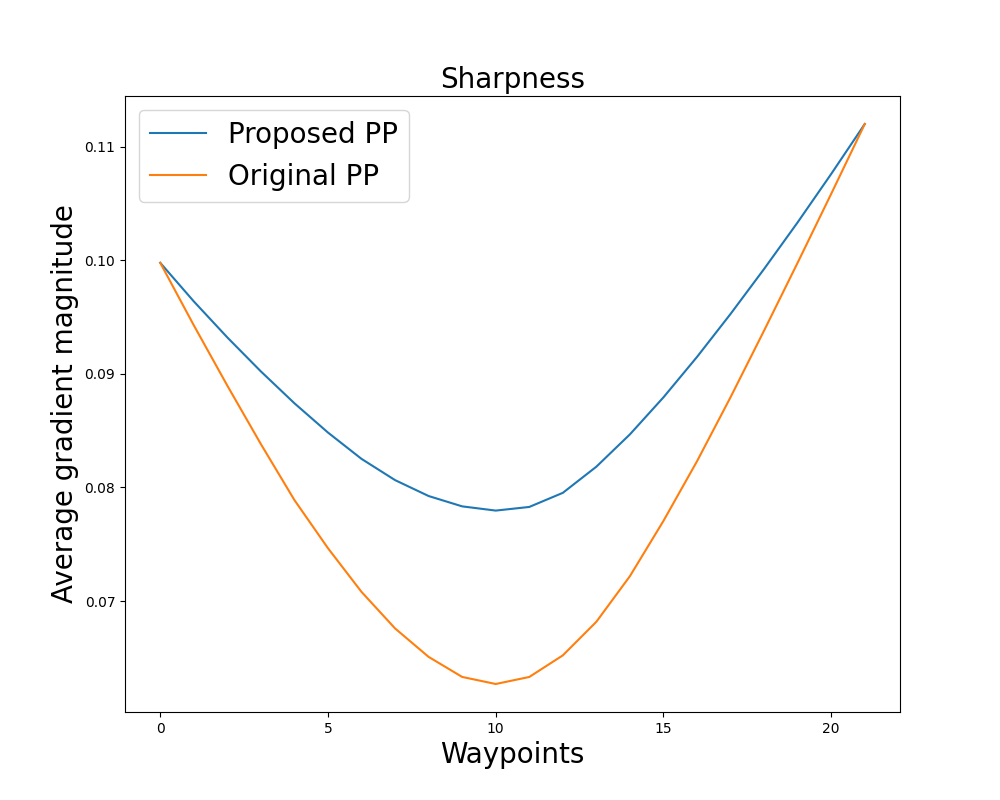 Sharpness
Proposed PP
Original PP
Average gradient magnitude
0.11
0.10
0.09
0.08
0.07
0 5 10 15 20
Waypoints